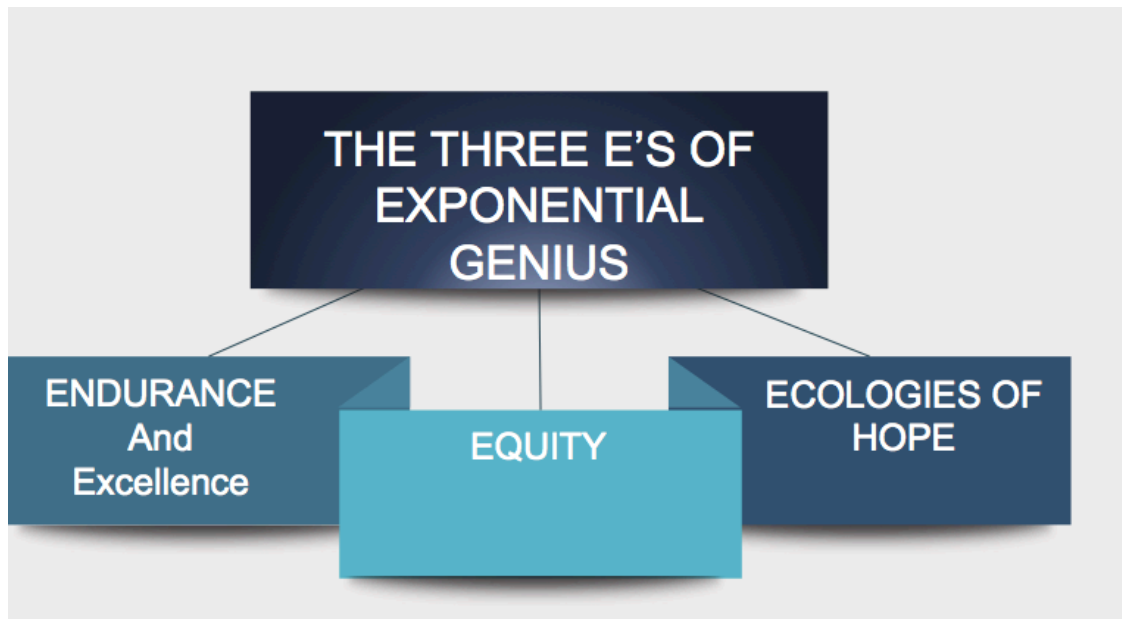 THE THREE E'S OF
EXPONENTIAL
GENIUS
ENDURANCE
And
Excellence
EQUITY
ECOLOGIES OF
HOPE